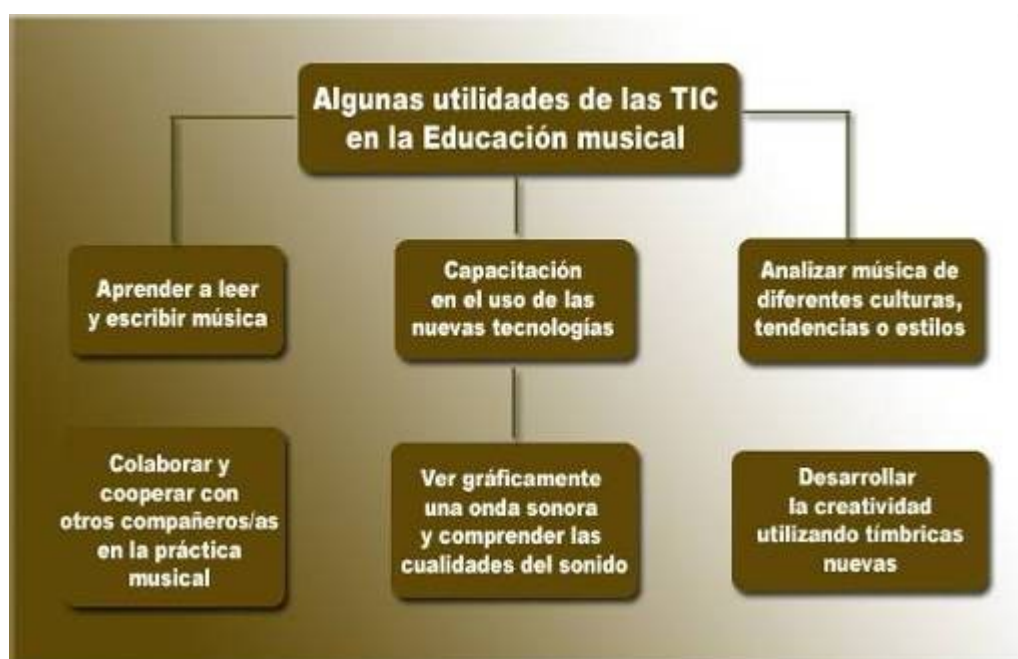 Algunas utilidades de las TIC
en la Educación musical
Aprender a leer
y escribir música
Capacitación
en el uso de las
nuevas tecnologías
Analizar música de
diferentes culturas,
tendencias o estilos
Colaborar y
cooperar con
otros compañeros/as
en la práctica
musical
Ver gráficamente
una onda sonora
y comprender las
cualidades del sonido
Desarrollar
la creatividad
utilizando tímbricas
nuevas